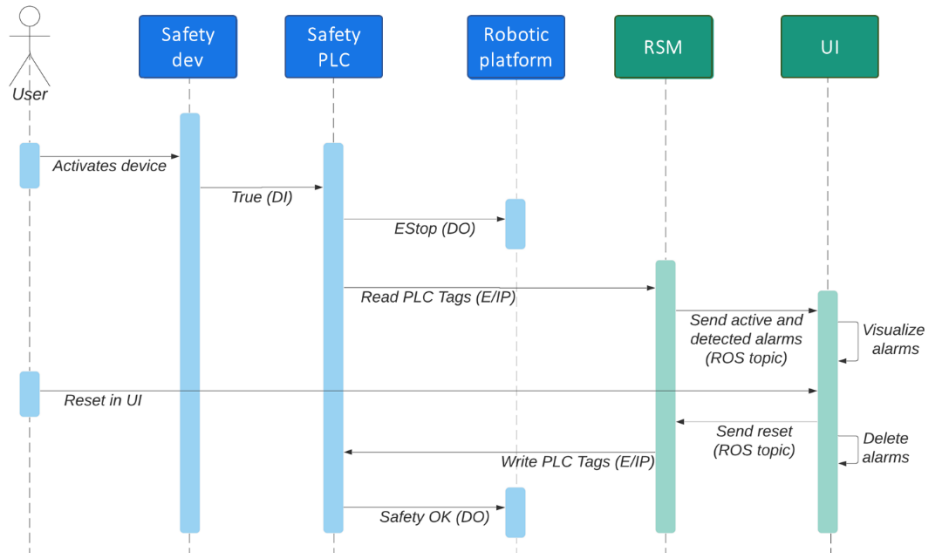 Safety
dev
Safety
PLC
Robotic
platform
RSM
UI
User
Activates device
True (DI)
EStop (DO)
Read PLC Tags (E/IP)
Send active and
detected alarms
(ROS topic)
Visualize
alarms
Reset in UI
Send reset
(ROS topic)
Delete
alarms
Write PLC Tags (E/IP)
Safety OK (DO)